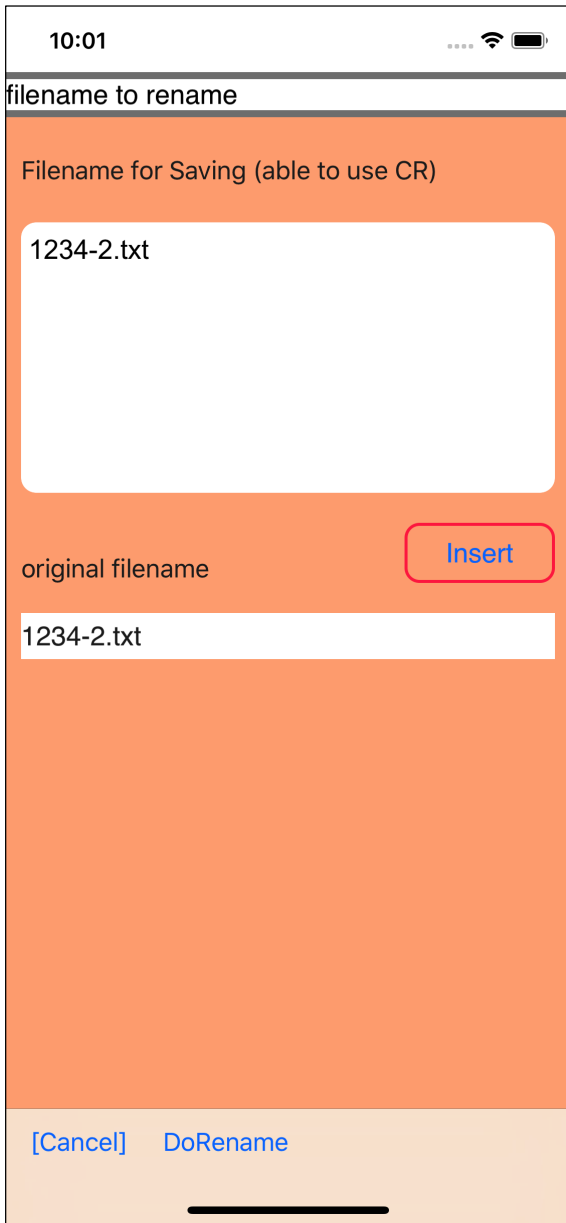 10:01
filename to rename
Filename for Saving (able to use CR)
1234-2.txt
Insert
original filename
1234-2.txt
[Cancel] DoRename